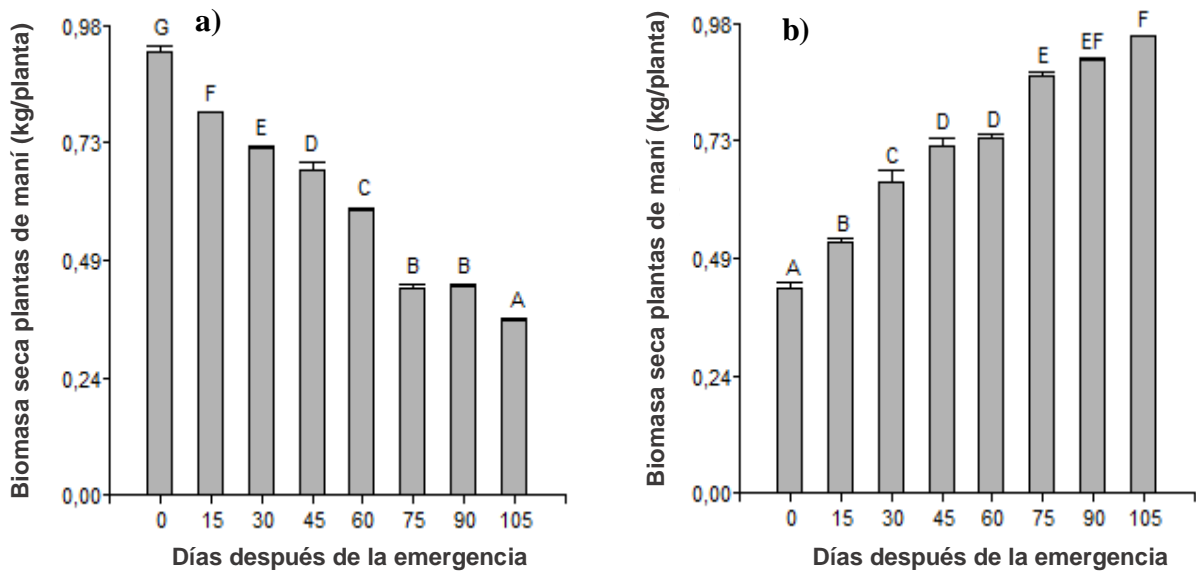 a)
Biomasa seca plantas de maní (kg/planta)
0,98
0,73
0,49
0,24
0,00
G
F
E
D
C
B
B
A
0 15 30 45 60 75 90 105
Días después de la emergencia
b)
Biomasa seca plantas de maní (kg/planta)
0,98
0,73
0,49
0,24
0,00
A
B
C
D
D
E
EF
F
0 15 30 45 60 75 90 105
Días después de la emergencia